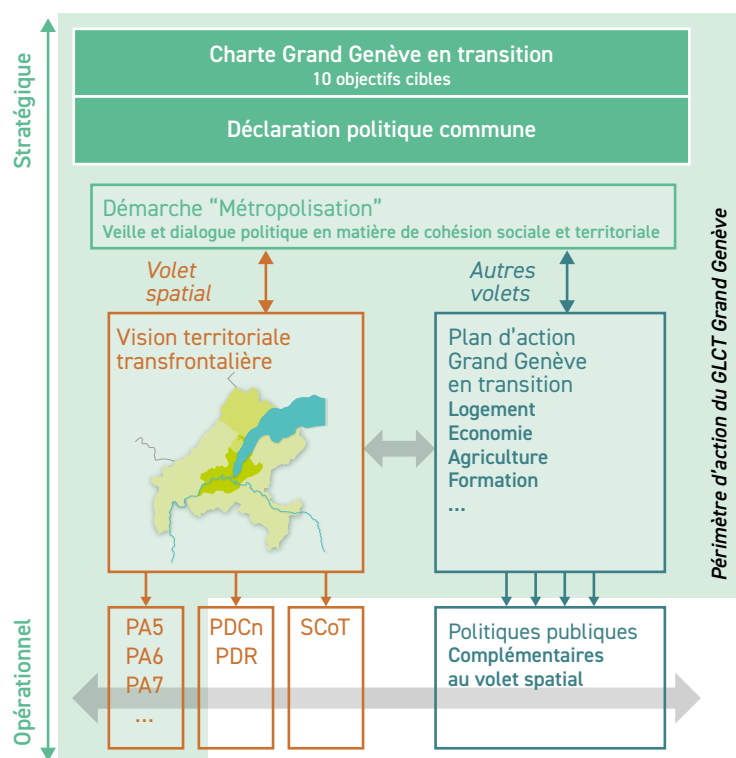 Stratégique
Charte Grand Genève en transition
10 objectifs cibles
Déclaration politique commune
Démarche “Métropolisation”
Veille et dialogue politique en matière de cohésion sociale et territoriale
Volet
spatial
Autres
volets
Vision territoriale
transfrontalière
Plan d’action
Grand Genève
en transition
Logement
Economie
Agriculture
Formation
...
Périmètre d’action du GLCT Grand Genève
Opérationnel
PA5
PA6
PA7
...
PDCn
PDR
SCoT
Politiques publiques
Complémentaires
au volet spatial